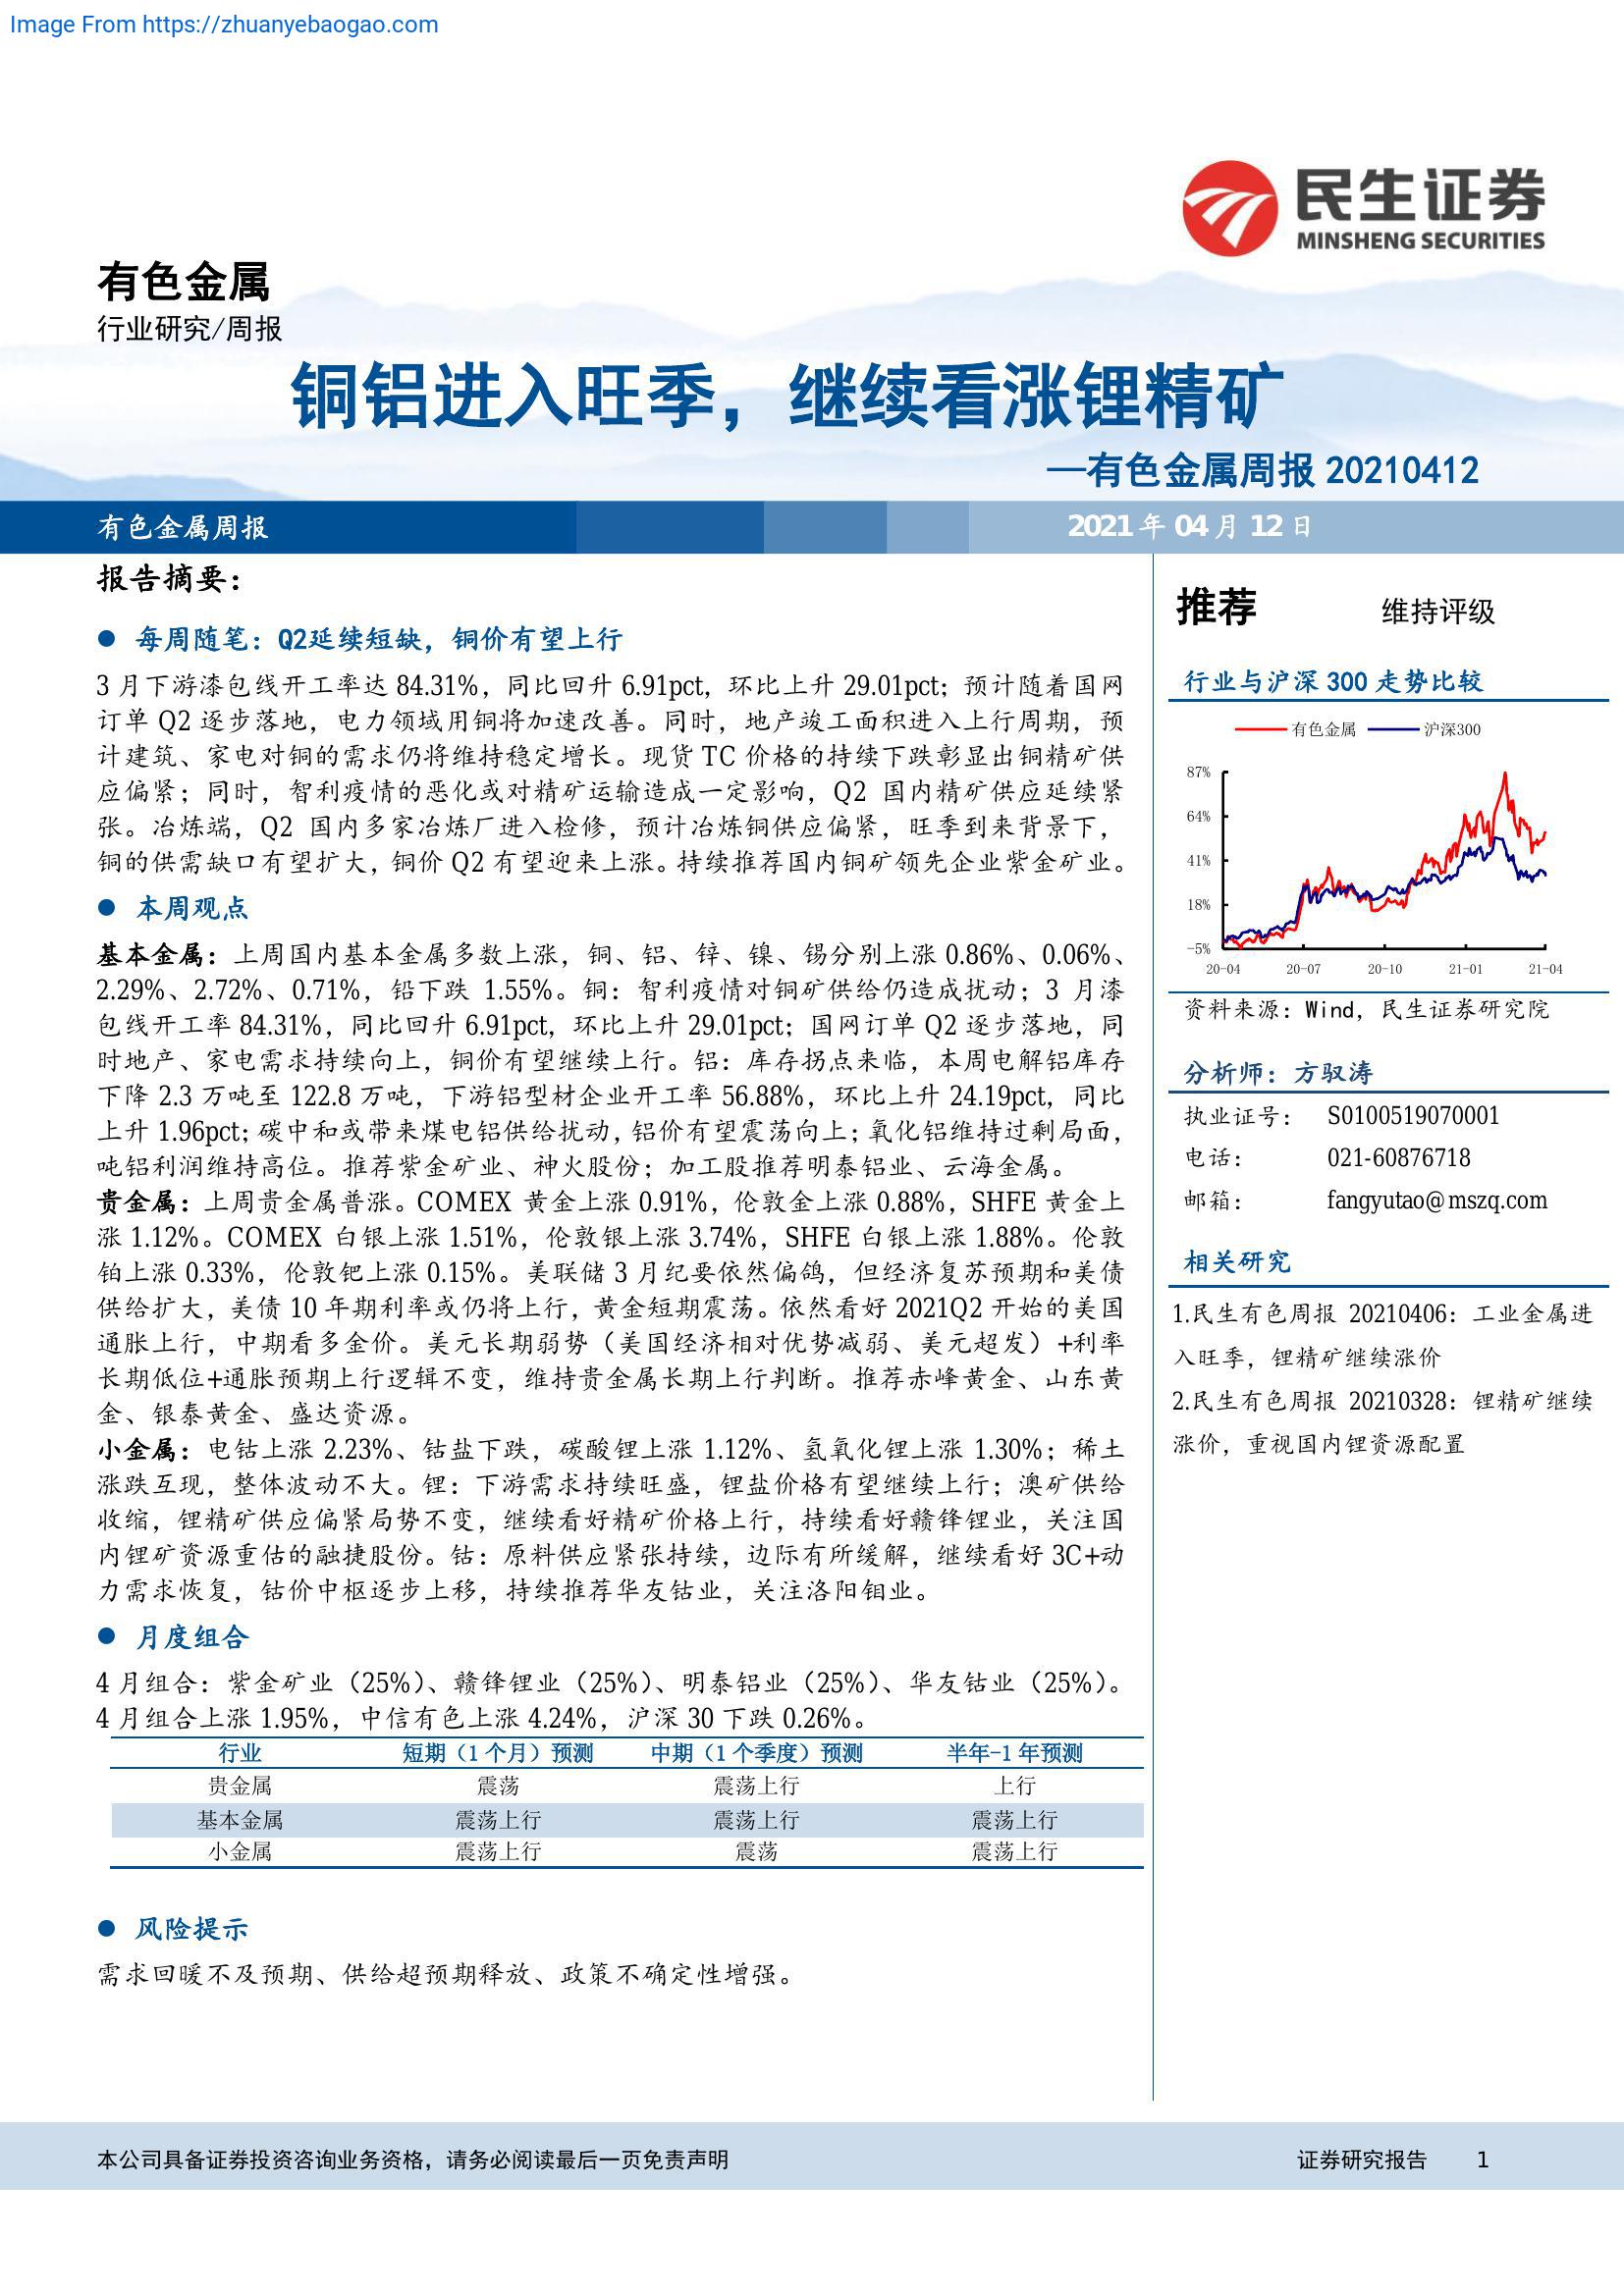 Image From https://zhuanyebaogao.com
民生证券
MINSHENG SECURITIES
有色金属
行业研究/周报
铜铝进入旺季，继续看涨锂精矿
—有色金属周报 20210412
有色金属周报
2021 年 04 月 12 日
报告摘要：
● 每周随笔：Q2延续短缺，铜价有望上行
3 月下游漆包线开工率达 84.31%，同比回升 6.91pct，环比上升 29.01pct；预计随着国网
订单 Q2 逐步落地，电力领域用铜将加速改善。同时，地产竣工面积进入上行周期，预
计建筑、家电对铜的需求仍将维持稳定增长。现货 TC 价格的持续下跌彰显出铜精矿供
应偏紧；同时，智利疫情的恶化或对精矿运输造成一定影响，Q2 国内精矿供应延续紧
张。冶炼端，Q2 国内多家冶炼厂进入检修，预计冶炼铜供应偏紧，旺季到来背景下，
铜的供需缺口有望扩大，铜价 Q2 有望迎来上涨。持续推荐国内铜矿领先企业紫金矿业。
● 本周观点
基本金属：上周国内基本金属多数上涨，铜、铝、锌、镍、锡分别上涨 0.86%、0.06%、
2.29%、2.72%、0.71%，铅下跌 1.55%。铜：智利疫情对铜矿供给仍造成扰动；3 月漆
包线开工率 84.31%，同比回升 6.91pct，环比上升 29.01pct；国网订单 Q2 逐步落地，同
时地产、家电需求持续向上，铜价有望继续上行。铝：库存拐点来临，本周电解铝库存
下降 2.3 万吨至 122.8 万吨，下游铝型材企业开工率 56.88%，环比上升 24.19pct，同比
上升 1.96pct；碳中和或带来煤电铝供给扰动，铝价有望震荡向上；氧化铝维持过剩局面，
吨铝利润维持高位。推荐紫金矿业、神火股份；加工股推荐明泰铝业、云海金属。
贵金属：上周贵金属普涨。COMEX 黄金上涨 0.91%，伦敦金上涨 0.88%，SHFE 黄金上
涨 1.12%。COMEX 白银上涨 1.51%，伦敦银上涨 3.74%，SHFE 白银上涨 1.88%。伦敦
铂上涨 0.33%，伦敦钯上涨 0.15%。美联储 3 月纪要依然偏鸽，但经济复苏预期和美债
供给扩大，美债 10 年期利率或仍将上行，黄金短期震荡。依然看好 2021Q2 开始的美国
通胀上行，中期看多金价。美元长期弱势（美国经济相对优势减弱、美元超发）+利率
长期低位+通胀预期上行逻辑不变，维持贵金属长期上行判断。推荐赤峰黄金、山东黄
金、银泰黄金、盛达资源。
小金属：电钴上涨 2.23%、钴盐下跌，碳酸锂上涨 1.12%、氢氧化锂上涨 1.30%；稀土
涨跌互现，整体波动不大。锂：下游需求持续旺盛，锂盐价格有望继续上行；澳矿供给
收缩，锂精矿供应偏紧局势不变，继续看好精矿价格上行，持续看好赣锋锂业，关注国
内锂矿资源重估的融捷股份。钴：原料供应紧张持续，边际有所缓解，继续看好 3C+动
力需求恢复，钴价中枢逐步上移，持续推荐华友钴业，关注洛阳钼业。
● 月度组合
4 月组合：紫金矿业（25%）、赣锋锂业（25%）、明泰铝业（25%）、华友钴业（25%）。
4 月组合上涨 1.95%，中信有色上涨 4.24%，沪深 30 下跌 0.26%。
行业 短期（1 个月）预测 中期（1 个季度）预测 半年-1 年预测
贵金属 震荡 震荡上行 上行
基本金属 震荡上行 震荡上行 震荡上行
小金属 震荡上行 震荡 震荡上行
● 风险提示
需求回暖不及预期、供给超预期释放、政策不确定性增强。
推荐 维持评级
行业与沪深 300 走势比较
有色金属 沪深300
87%
64%
41%
18%
-5%
20-04 20-07 20-10 21-01 21-04
资料来源：Wind，民生证券研究院
分析师：方驭涛
执业证号： S0100519070001
电话： 021-60876718
邮箱： fangyutao@mszq.com
相关研究
1.民生有色周报 20210406：工业金属进
入旺季，锂精矿继续涨价
2.民生有色周报 20210328：锂精矿继续
涨价，重视国内锂资源配置
本公司具备证券投资咨询业务资格，请务必阅读最后一页免责声明
证券研究报告 1